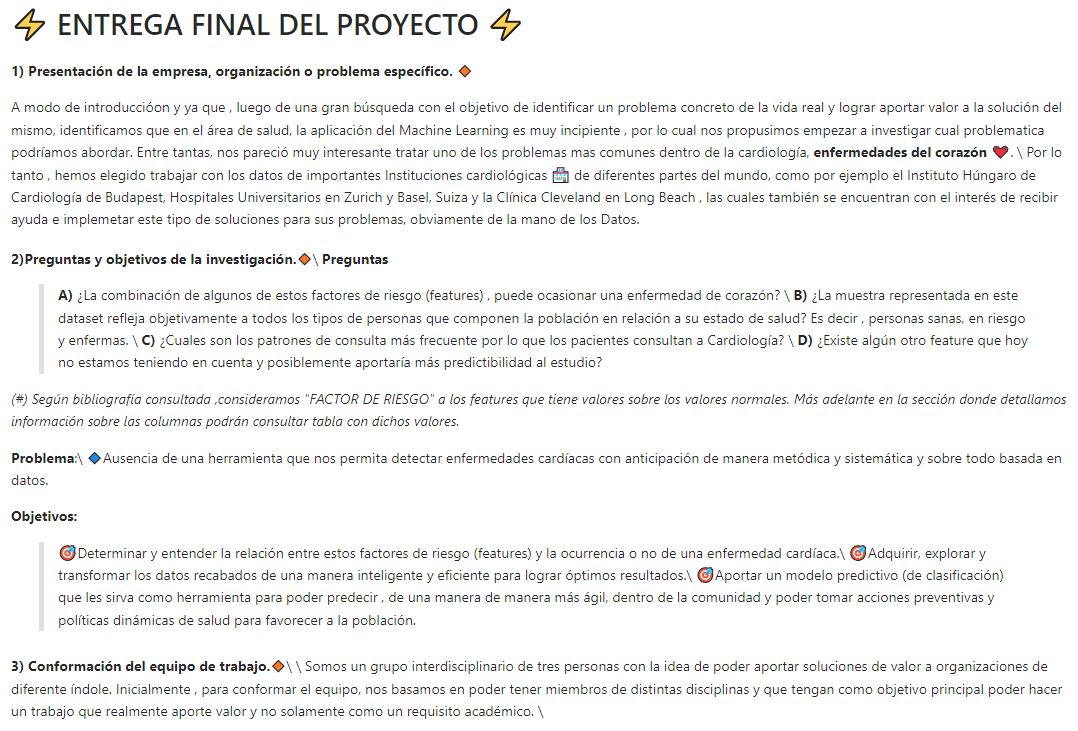 ⚡ ENTREGA FINAL DEL PROYECTO ⚡
1) Presentación de la empresa, organización o problema específico. 🔸
A modo de introduccióon y ya que , luego de una gran búsqueda con el objetivo de identificar un problema concreto de la vida real y lograr aportar valor a la solución del
mismo, identificamos que en el área de salud, la aplicación del Machine Learning es muy incipiente , por lo cual nos propusimos empezar a investigar cual problematica
podríamos abordar. Entre tantas, nos pareció muy interesante tratar uno de los problemas mas comunes dentro de la cardiología, enfermedades del corazón ❤️. \ Por lo
tanto , hemos elegido trabajar con los datos de importantes Instituciones cardiológicas 🏥 de diferentes partes del mundo, como por ejemplo el Instituto Húngaro de
Cardiología de Budapest, Hospitales Universitarios en Zurich y Basel, Suiza y la Clínica Cleveland en Long Beach , las cuales también se encuentran con el interés de recibir
ayuda e implemetar este tipo de soluciones para sus problemas, obviamente de la mano de los Datos.
2)Preguntas y objetivos de la investigación.🔸\ Preguntas
A) ¿La combinación de algunos de estos factores de riesgo (features) , puede ocasionar una enfermedad de corazón? \ B) ¿La muestra representada en este
dataset refleja objetivamente a todos los tipos de personas que componen la población en relación a su estado de salud? Es decir , personas sanas, en riesgo
y enfermas. \ C) ¿Cuales son los patrones de consulta más frecuente por lo que los pacientes consultan a Cardiología? \ D) ¿Existe algún otro feature que hoy
no estamos teniendo en cuenta y posiblemente aportaría más predictibilidad al estudio?
(#) Según bibliografía consultada ,consideramos "FACTOR DE RIESGO" a los features que tiene valores sobre los valores normales. Más adelante en la sección donde detallamos
información sobre las columnas podrán consultar tabla con dichos valores.
Problema:\ 🔹Ausencia de una herramienta que nos permita detectar enfermedades cardíacas con anticipación de manera metódica y sistemática y sobre todo basada en
datos.
Objetivos:
🎯Determinar y entender la relación entre estos factores de riesgo (features) y la ocurrencia o no de una enfermedad cardíaca.\ 🎯Adquirir, explorar y
transformar los datos recabados de una manera inteligente y eficiente para lograr óptimos resultados.\ 🎯Aportar un modelo predictivo (de clasificación)
que les sirva como herramienta para poder predecir , de una manera de manera más ágil, dentro de la comunidad y poder tomar acciones preventivas y
políticas dinámicas de salud para favorecer a la población.
3) Conformación del equipo de trabajo.🔸\ \ Somos un grupo interdisciplinario de tres personas con la idea de poder aportar soluciones de valor a organizaciones de
diferente índole. Inicialmente , para conformar el equipo, nos basamos en poder tener miembros de distintas disciplinas y que tengan como objetivo principal poder hacer
un trabajo que realmente aporte valor y no solamente como un requisito académico. \